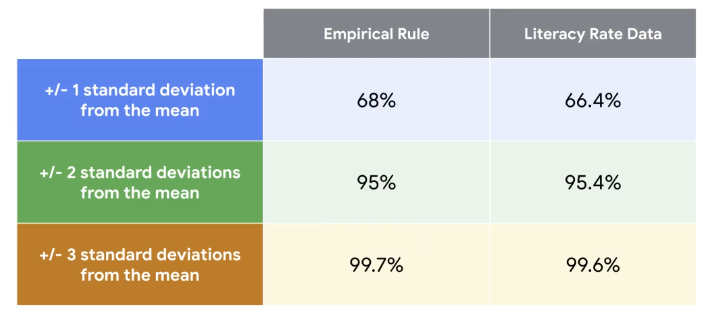 Empirical Rule
Literacy Rate Data
+/- 1 standard deviation
from the mean
68%
66.4%
+/- 2 standard deviations
from the mean
95%
95.4%
+/- 3 standard deviations
from the mean
99.7%
99.6%